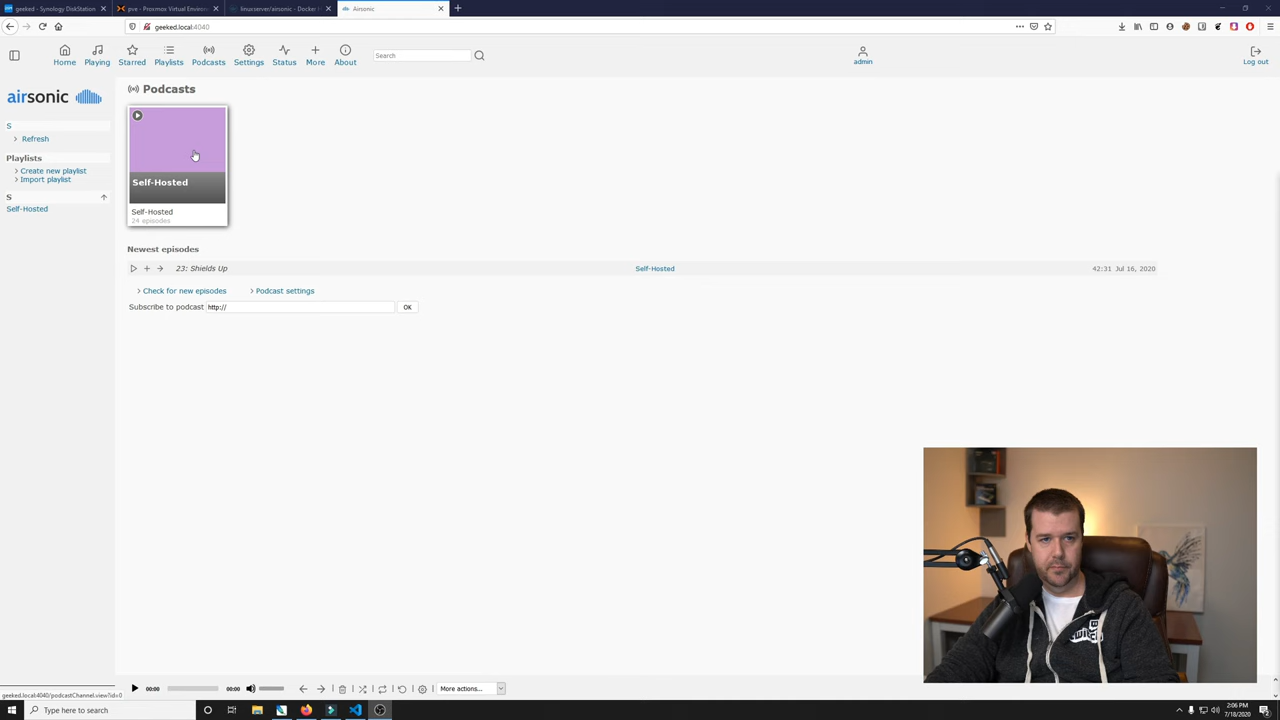 geeked - Synology DiskStation
pve - Proxmox Virtual Environ
linuxserver/airsonic - Docker H
Airsonic
geeked.local:4040
Home
Playing
Starred
Playlists
Podcasts
Settings
Status
More
About
Search
admin
Log out
airsonic
S
Refresh
Playlists
Create new playlist
Import playlist
S
Self-Hosted
Podcasts
Self-Hosted
Self-Hosted
24 episodes
Newest episodes
23: Shields Up
Self-Hosted
42:31 Jul 16, 2020
Check for new episodes
Podcast settings
Subscribe to podcast http://
OK
geeked.local:4040/podcastChannel.view?id=0
00:00
00:00
More actions...
Type here to search
2:06 PM
7/18/2020